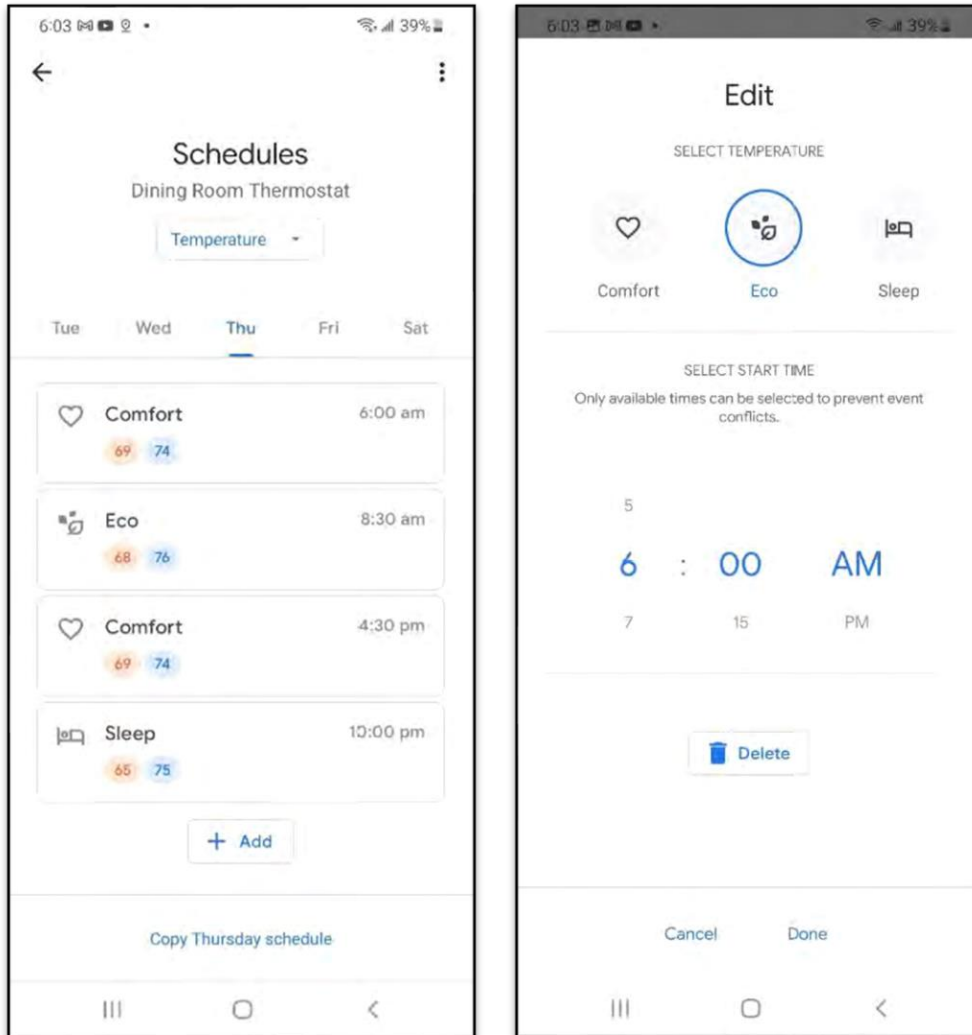 6:03
39%
Schedules
Dining Room Thermostat
Temperature
Tue Wed Thu Fri Sat
Comfort 6:00 am
69 74
Eco 8:30 am
68 76
Comfort 4:30 pm
69 74
Sleep 10:00 pm
65 75
+ Add
Copy Thursday schedule
6:03
39%
Edit
SELECT TEMPERATURE
Comfort Eco Sleep
SELECT START TIME
Only available times can be selected to prevent event
conflicts.
5
6 : 00 AM
7 15 PM
Delete
Cancel Done